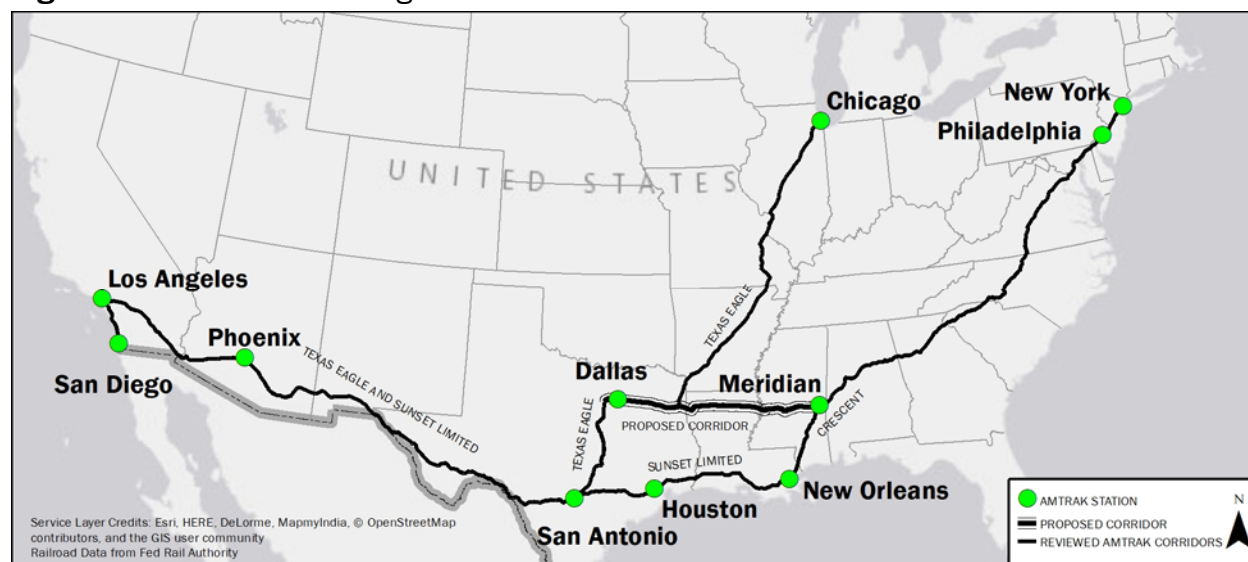 Chicago
New York
Philadelphia
UNITED STATES
Los Angeles
Phoenix
San Diego
TEXAS EAGLE AND SUNSET LIMITED
TEXAS EAGLE
Dallas
Meridian
CRESCENT
PROPOSED CORRIDOR
TEXAS EAGLE
SUNSET LIMITED
New Orleans
Houston
San Antonio
AMTRAK STATION
PROPOSED CORRIDOR
REVIEWED AMTRAK CORRIDORS
N
Service Layer Credits: Esri, HERE, DeLorme, MapmyIndia, © OpenStreetMap
contributors, and the GIS user community
Railroad Data from Fed Rail Authority